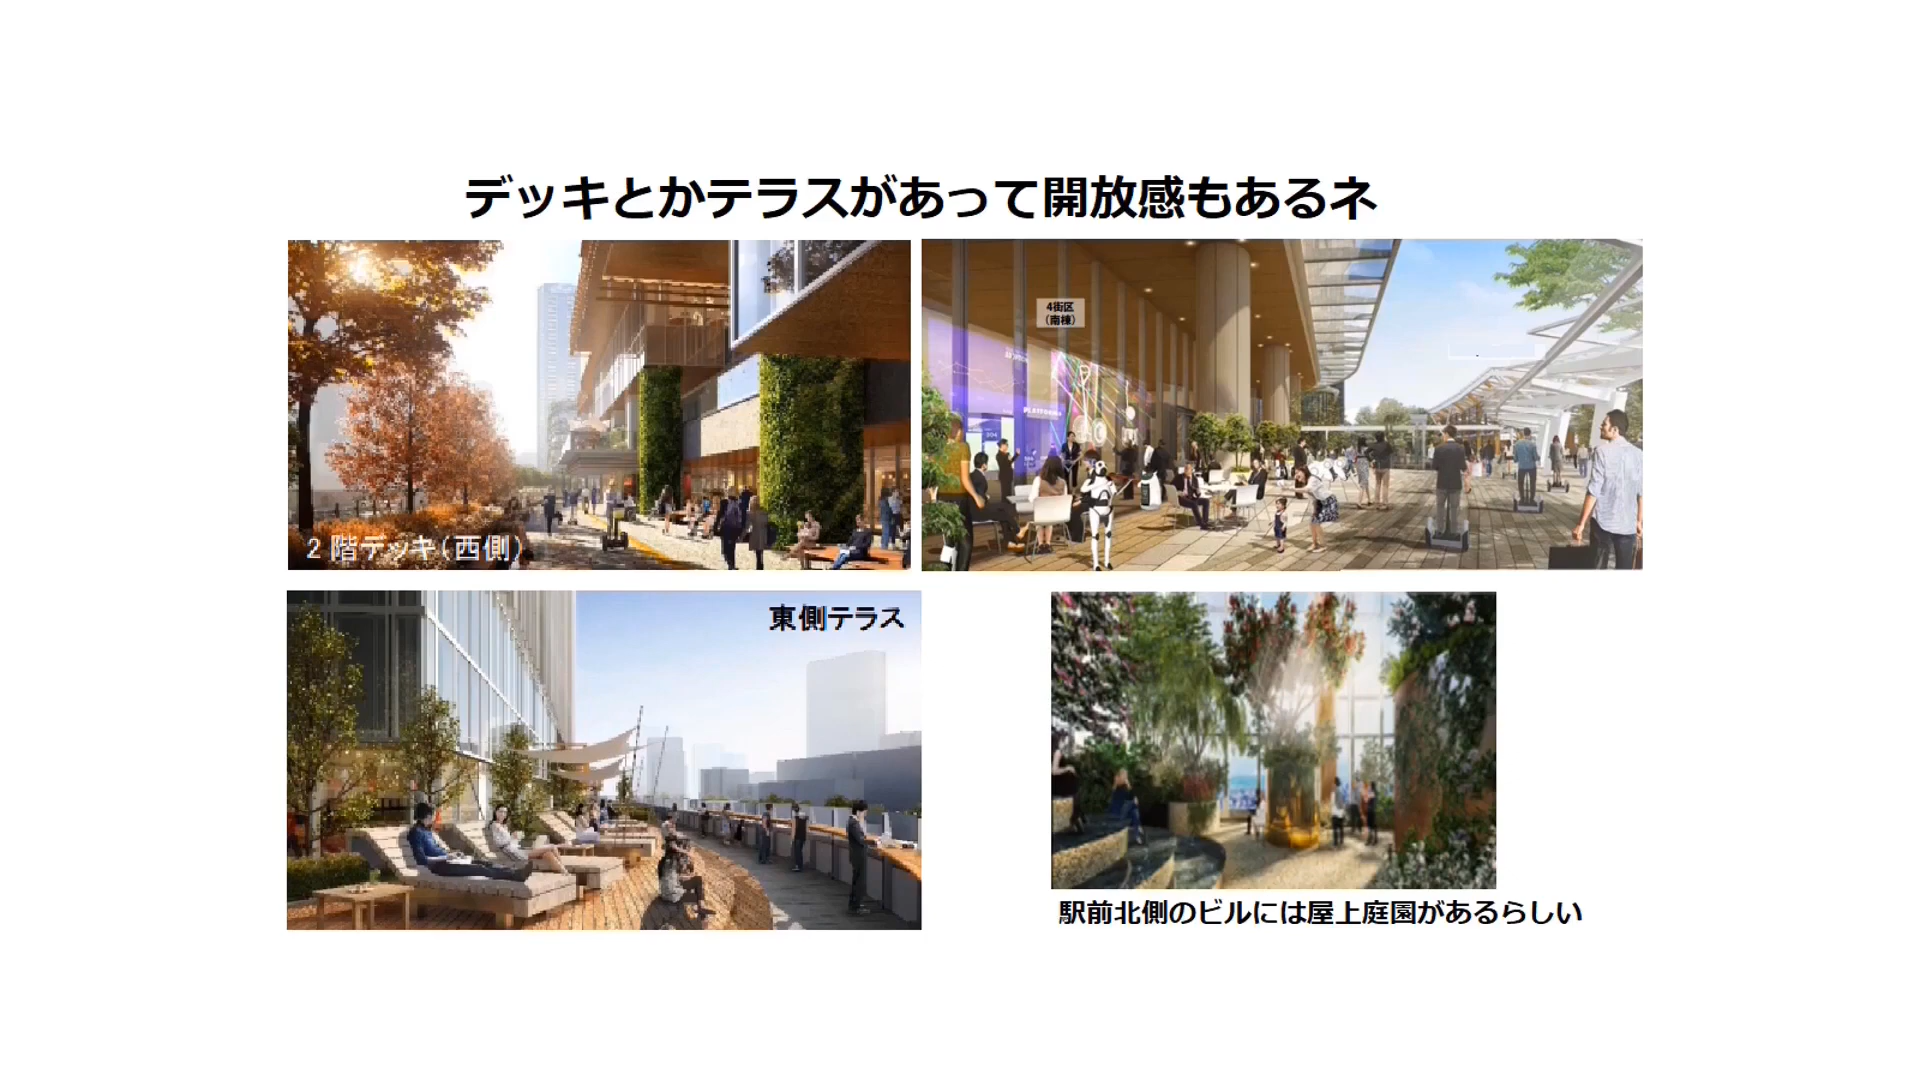 デッキとかテラスがあって開放感もあるネ
2階デッキ(西側)
4街区
(南棟)
PLATFORM
東側テラス
駅前北側のビルには屋上庭園があるらしい